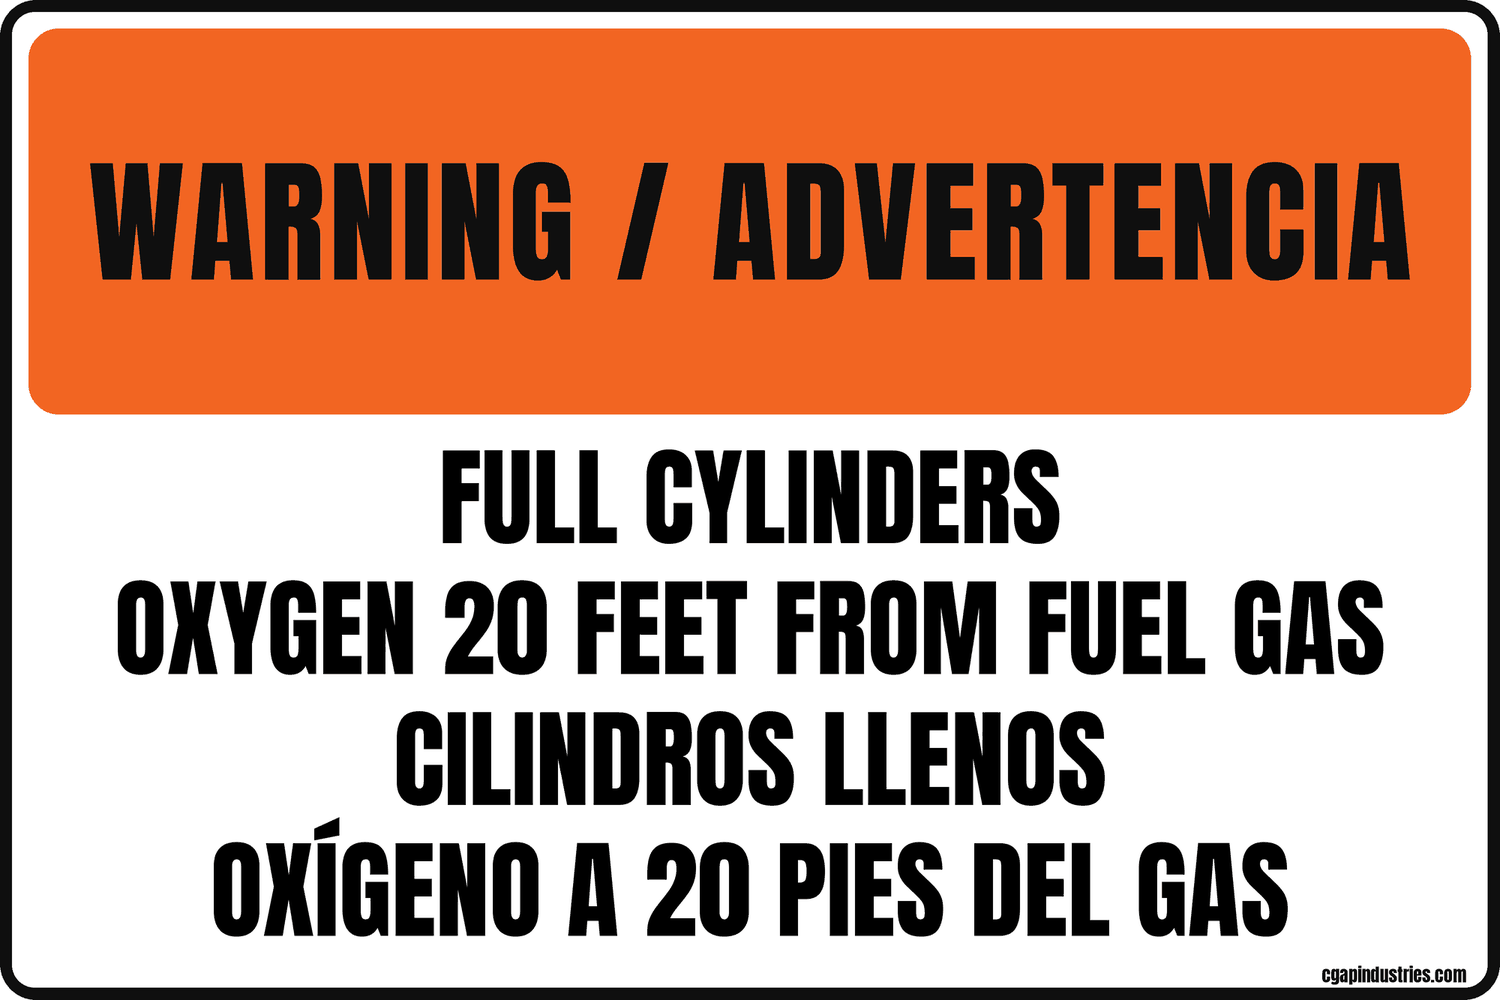 WARNING / ADVERTENCIA
FULL CYLINDERS
OXYGEN 20 FEET FROM FUEL GAS
CILINDROS LLENOS
OXÍGENO A 20 PIES DEL GAS
cgapindustries.com